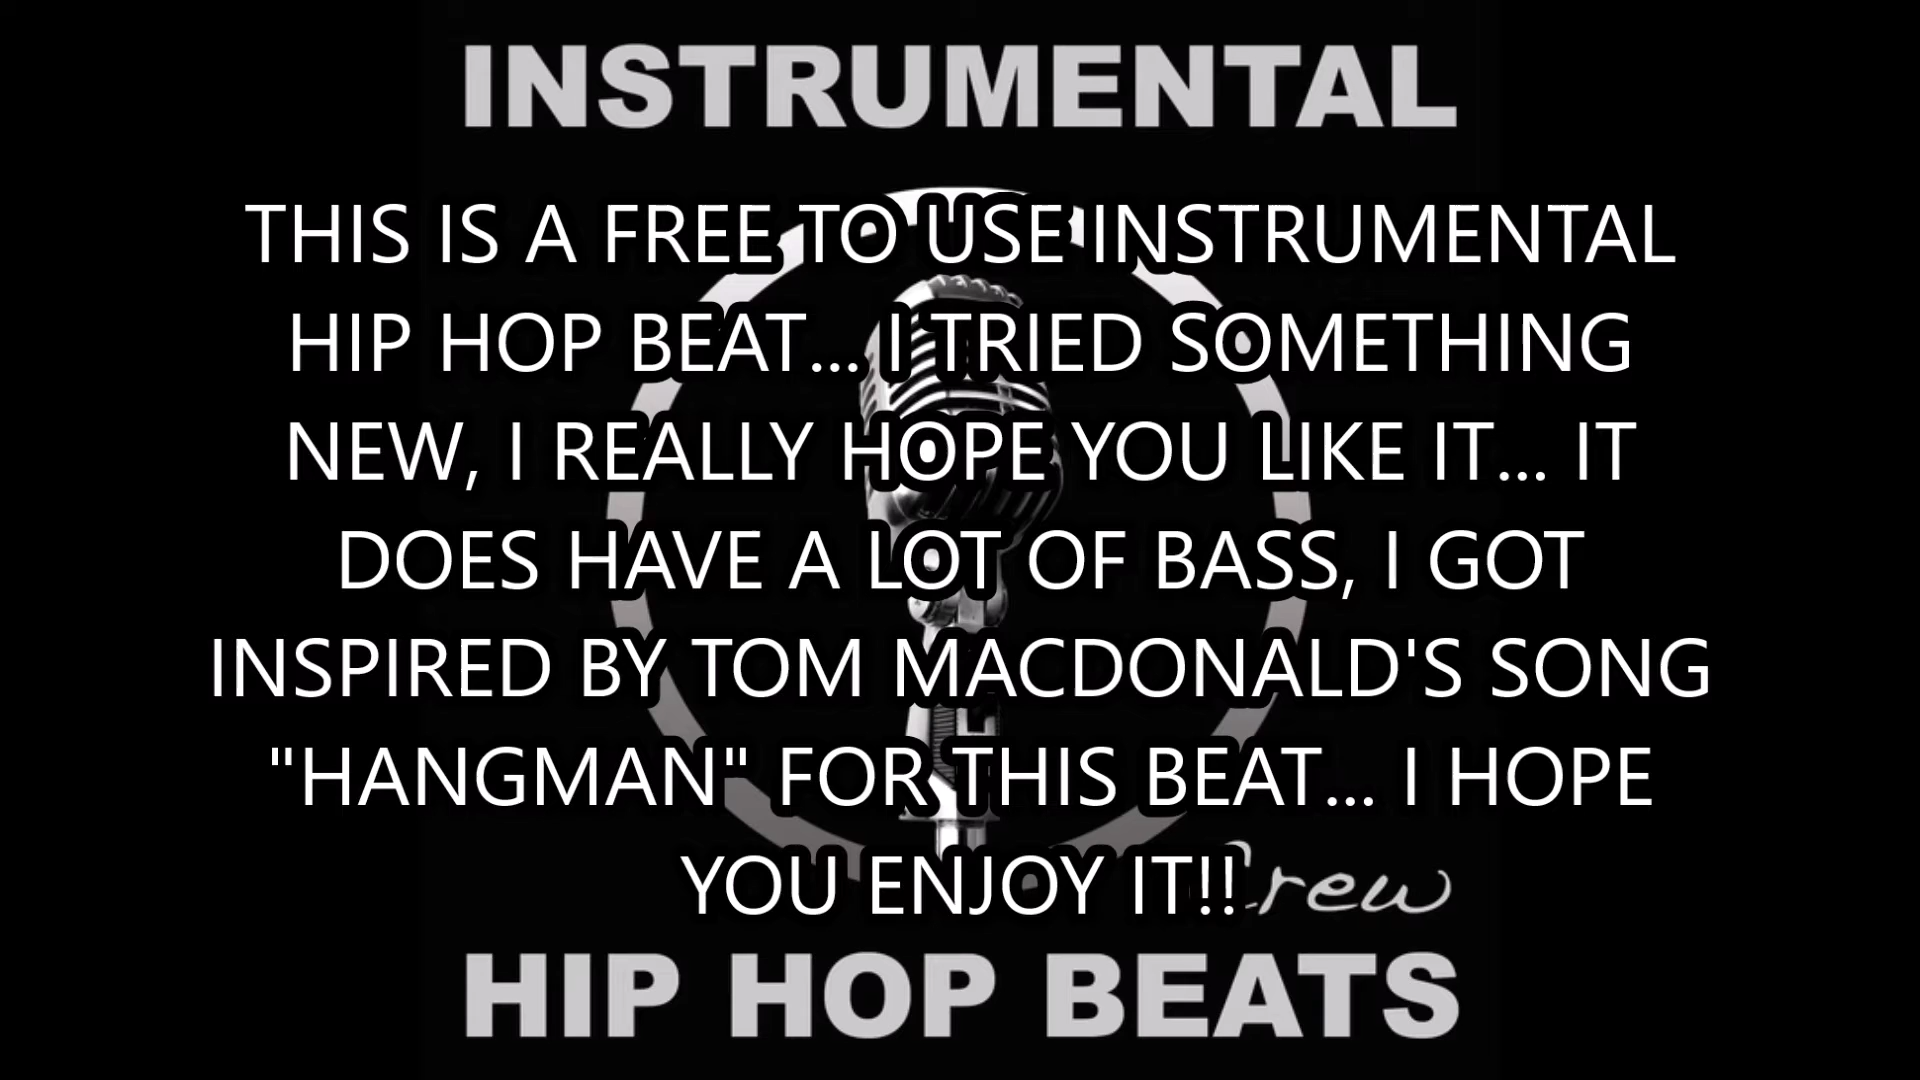 INSTRUMENTAL
THIS IS A FREE TO USE INSTRUMENTAL
HIP HOP BEAT... I TRIED SOMETHING
NEW, I REALLY HOPE YOU LIKE IT... IT
DOES HAVE A LOT OF BASS, I GOT
INSPIRED BY TOM MACDONALD'S SONG
"HANGMAN" FOR THIS BEAT... I HOPE
YOU ENJOY IT!!
HIP HOP BEATS